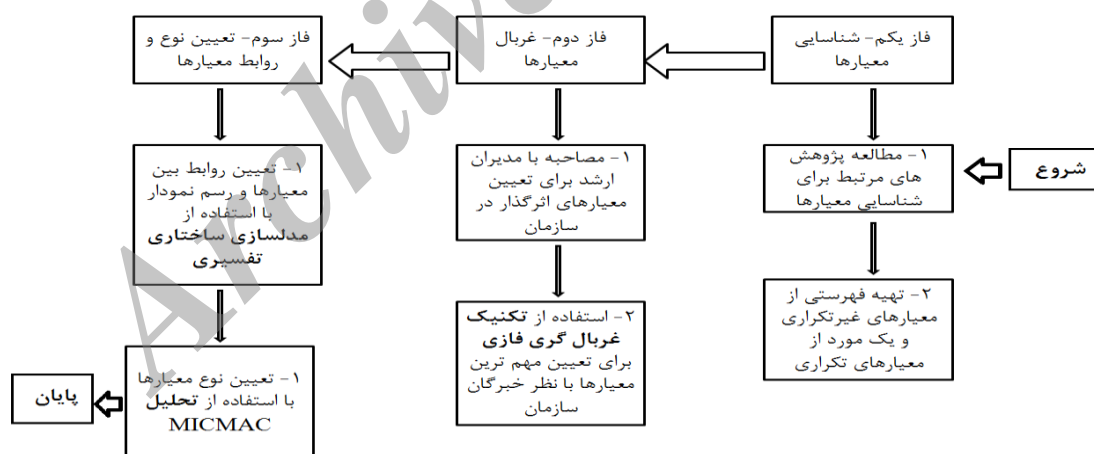 فاز یکم- شناسایی
معیارها
فاز دوم- غربال
معیارها
فاز سوم- تعیین نوع و
روابط معیارها
شروع
۱- مطالعه پژوهش
های مرتبط برای
شناسایی معیارها
۲- تهیه فهرستی از
معیارهای غیرتکراری
و یک مورد از
معیارهای تکراری
۱- مصاحبه با مدیران
ارشد برای تعیین
معیارهای اثرگذار در
سازمان
۲- استفاده از تکنیک
غربال گری فازی
برای تعیین مهم ترین
معیارها با نظر خبرگان
سازمان
۱- تعیین روابط بین
معیارها و رسم نمودار
با استفاده از
مدلسازی ساختاری
تفسیری
۱- تعیین نوع معیارها
با استفاده از تحلیل
MICMAC
پایان
Archive